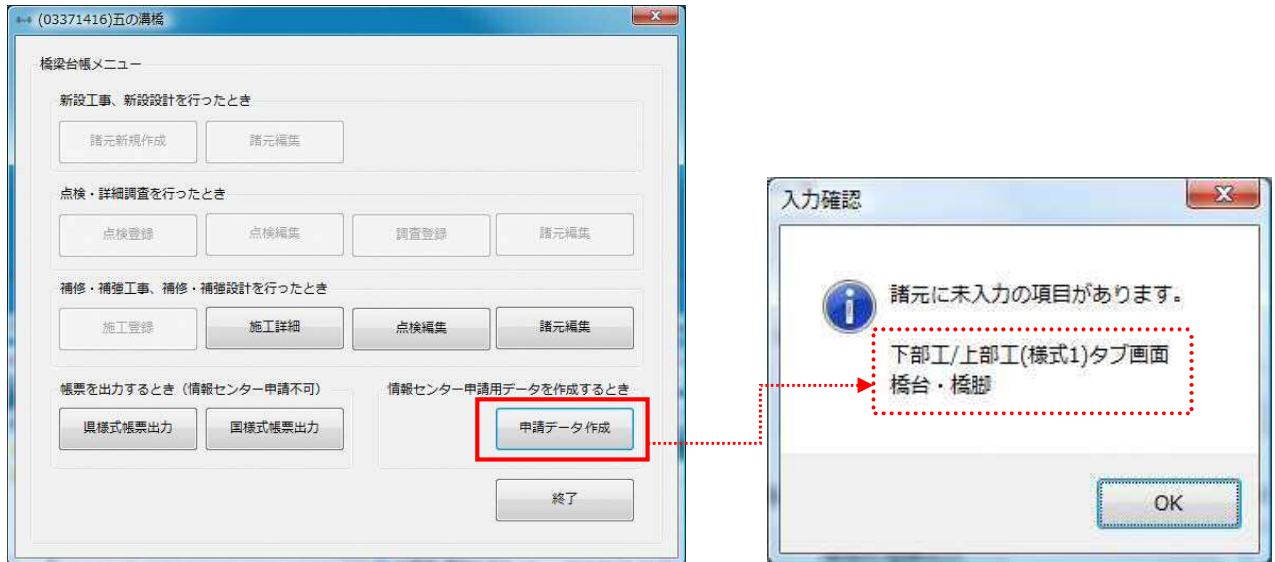 (03371416)五の溝橋
橋梁台帳メニュー
新設工事、新設設計を行ったとき
諸元新規作成 諸元編集
点検・詳細調査を行ったとき
点検登録 点検編集 調査登録 諸元編集
補修・補強工事、補修・補強設計を行ったとき
施工登録 施工詳細 点検編集 諸元編集
帳票を出力するとき（情報センター申請不可） 情報センター申請用データを作成するとき
県様式帳票出力 国様式帳票出力 申請データ作成
終了
入力確認
諸元に未入力の項目があります。
下部工/上部工(様式1)タブ画面
橋台・橋脚
OK